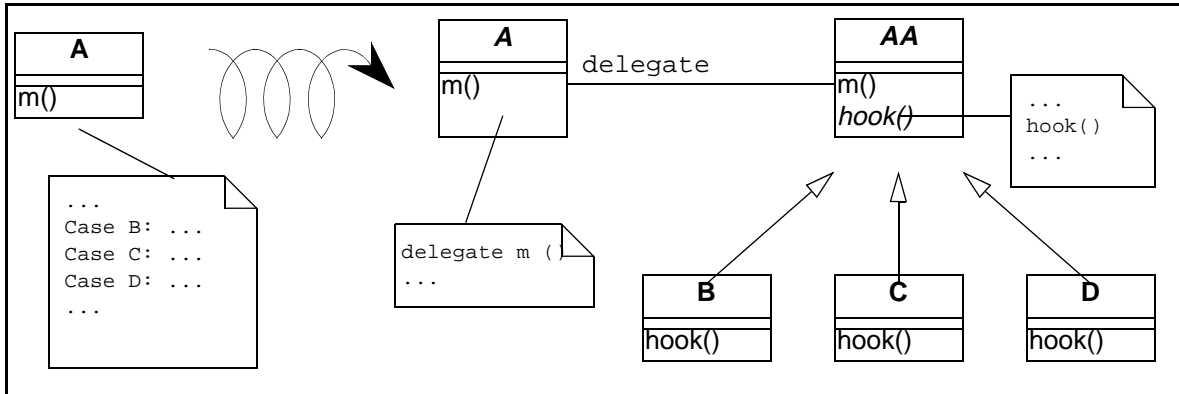 A
m()
...
Case B: ...
Case C: ...
Case D: ...
...
A
m()
delegate
delegate m ()
...
AA
m()
hook()
...
hook()
...
B
hook()
C
hook()
D
hook()